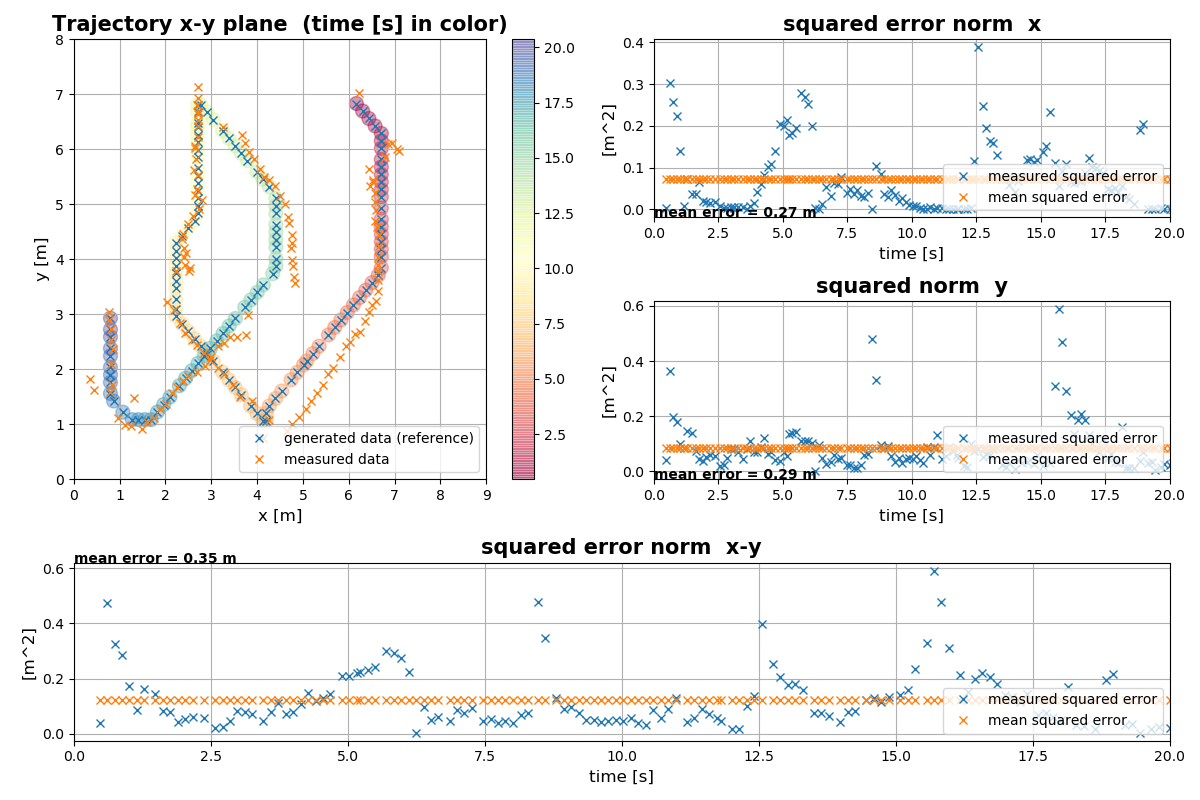 Trajectory x-y plane  (time [s] in color)
8
7
6
5
4
3
2
1
0
y [m]
0 1 2 3 4 5 6 7 8 9
x [m]
generated data (reference)
measured data
20.0
17.5
15.0
12.5
10.0
7.5
5.0
2.5
squared error norm  x
0.4
0.3
0.2
0.1
0.0
[m^2]
measured squared error
mean squared error
mean error = 0.27 m
0.0 2.5 5.0 7.5 10.0 12.5 15.0 17.5 20.0
time [s]
squared norm  y
0.6
0.4
0.2
0.0
[m^2]
measured squared error
mean squared error
mean error = 0.29 m
0.0 2.5 5.0 7.5 10.0 12.5 15.0 17.5 20.0
time [s]
squared error norm  x-y
mean error = 0.35 m
0.6
0.4
0.2
0.0
[m^2]
measured squared error
mean squared error
0.0 2.5 5.0 7.5 10.0 12.5 15.0 17.5 20.0
time [s]